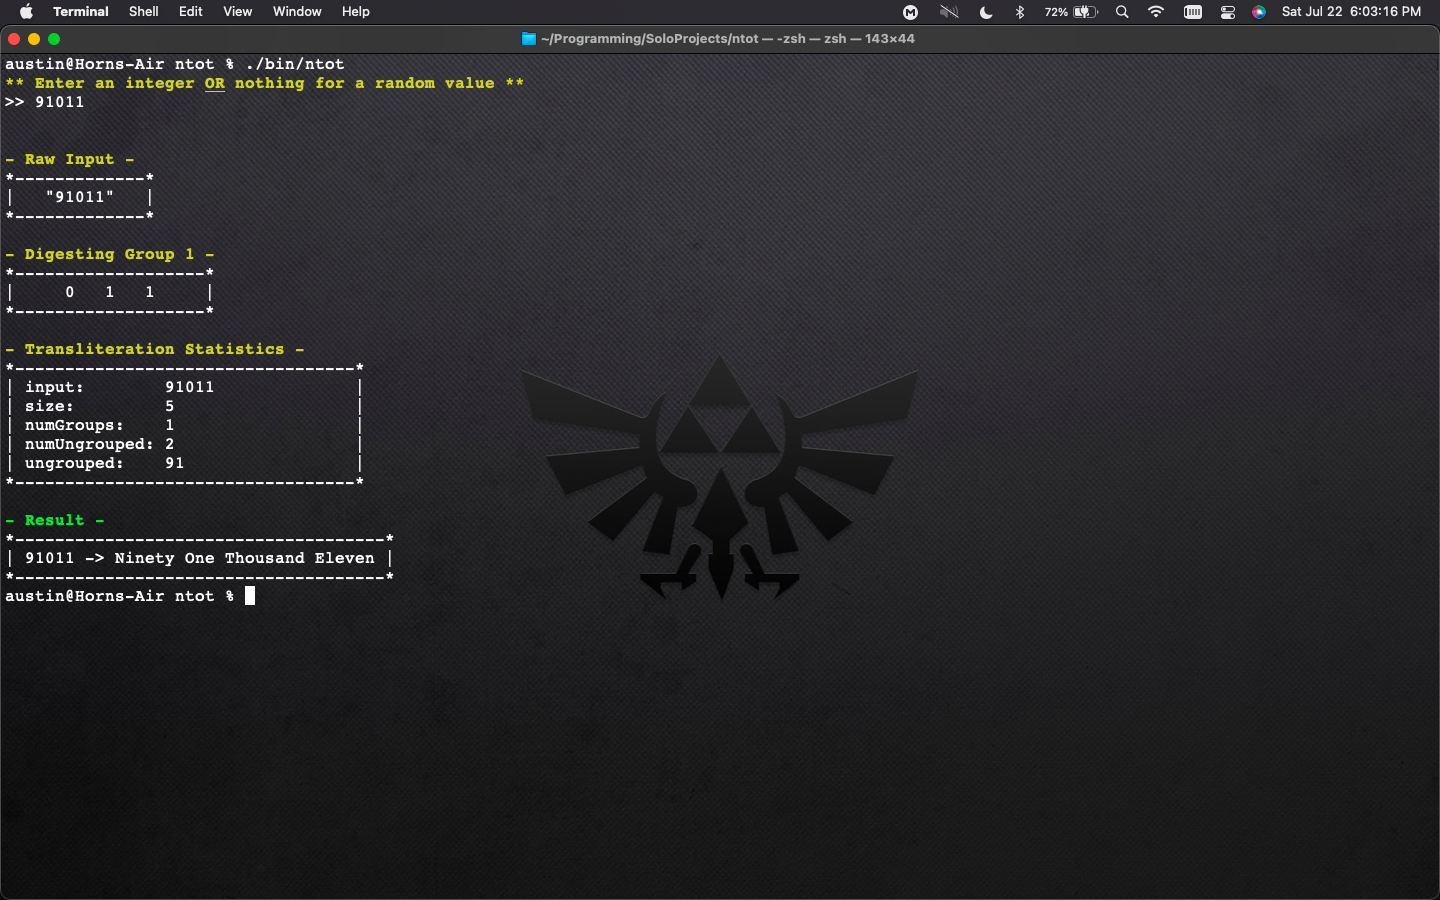 Terminal Shell Edit View Window Help 72% Sat Jul 22 6:03:16 PM
~/Programming/SoloProjects/ntot — -zsh — zsh — 143×44
austin@Horns-Air ntot % ./bin/ntot
** Enter an integer OR nothing for a random value **
>> 91011
- Raw Input -
*-------------*
|   "91011"   |
*-------------*
- Digesting Group 1 -
*-------------------*
|     0   1   1     |
*-------------------*
- Transliteration Statistics -
*----------------------------------*
| input:        91011              |
| size:         5                  |
| numGroups:    1                  |
| numUngrouped: 2                  |
| ungrouped:    91                 |
*----------------------------------*
- Result -
*-------------------------------------*
| 91011 -> Ninety One Thousand Eleven |
*-------------------------------------*
austin@Horns-Air ntot %